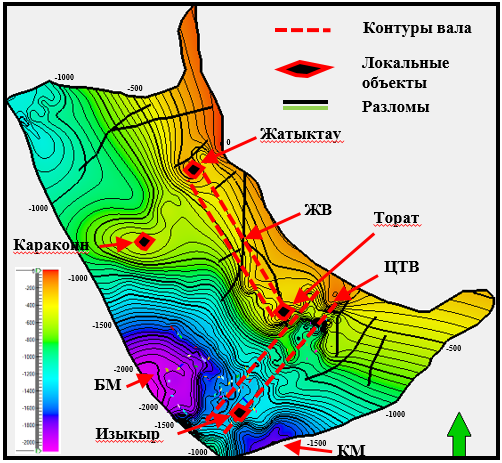 Контуры вала
Локальные
объекты
Разломы
-1000
-500
0
Жатыктау
-1000
ЖВ
Торат
Каракоин
ЦТВ
-1000
0
-200
-400
-600
-800
-1000
-1200
-1400
-1600
-1800
-2000
-1500
-500
-2000
БМ
-2000
-1000
Изыкыр
-1500
-1500
КМ
-1000